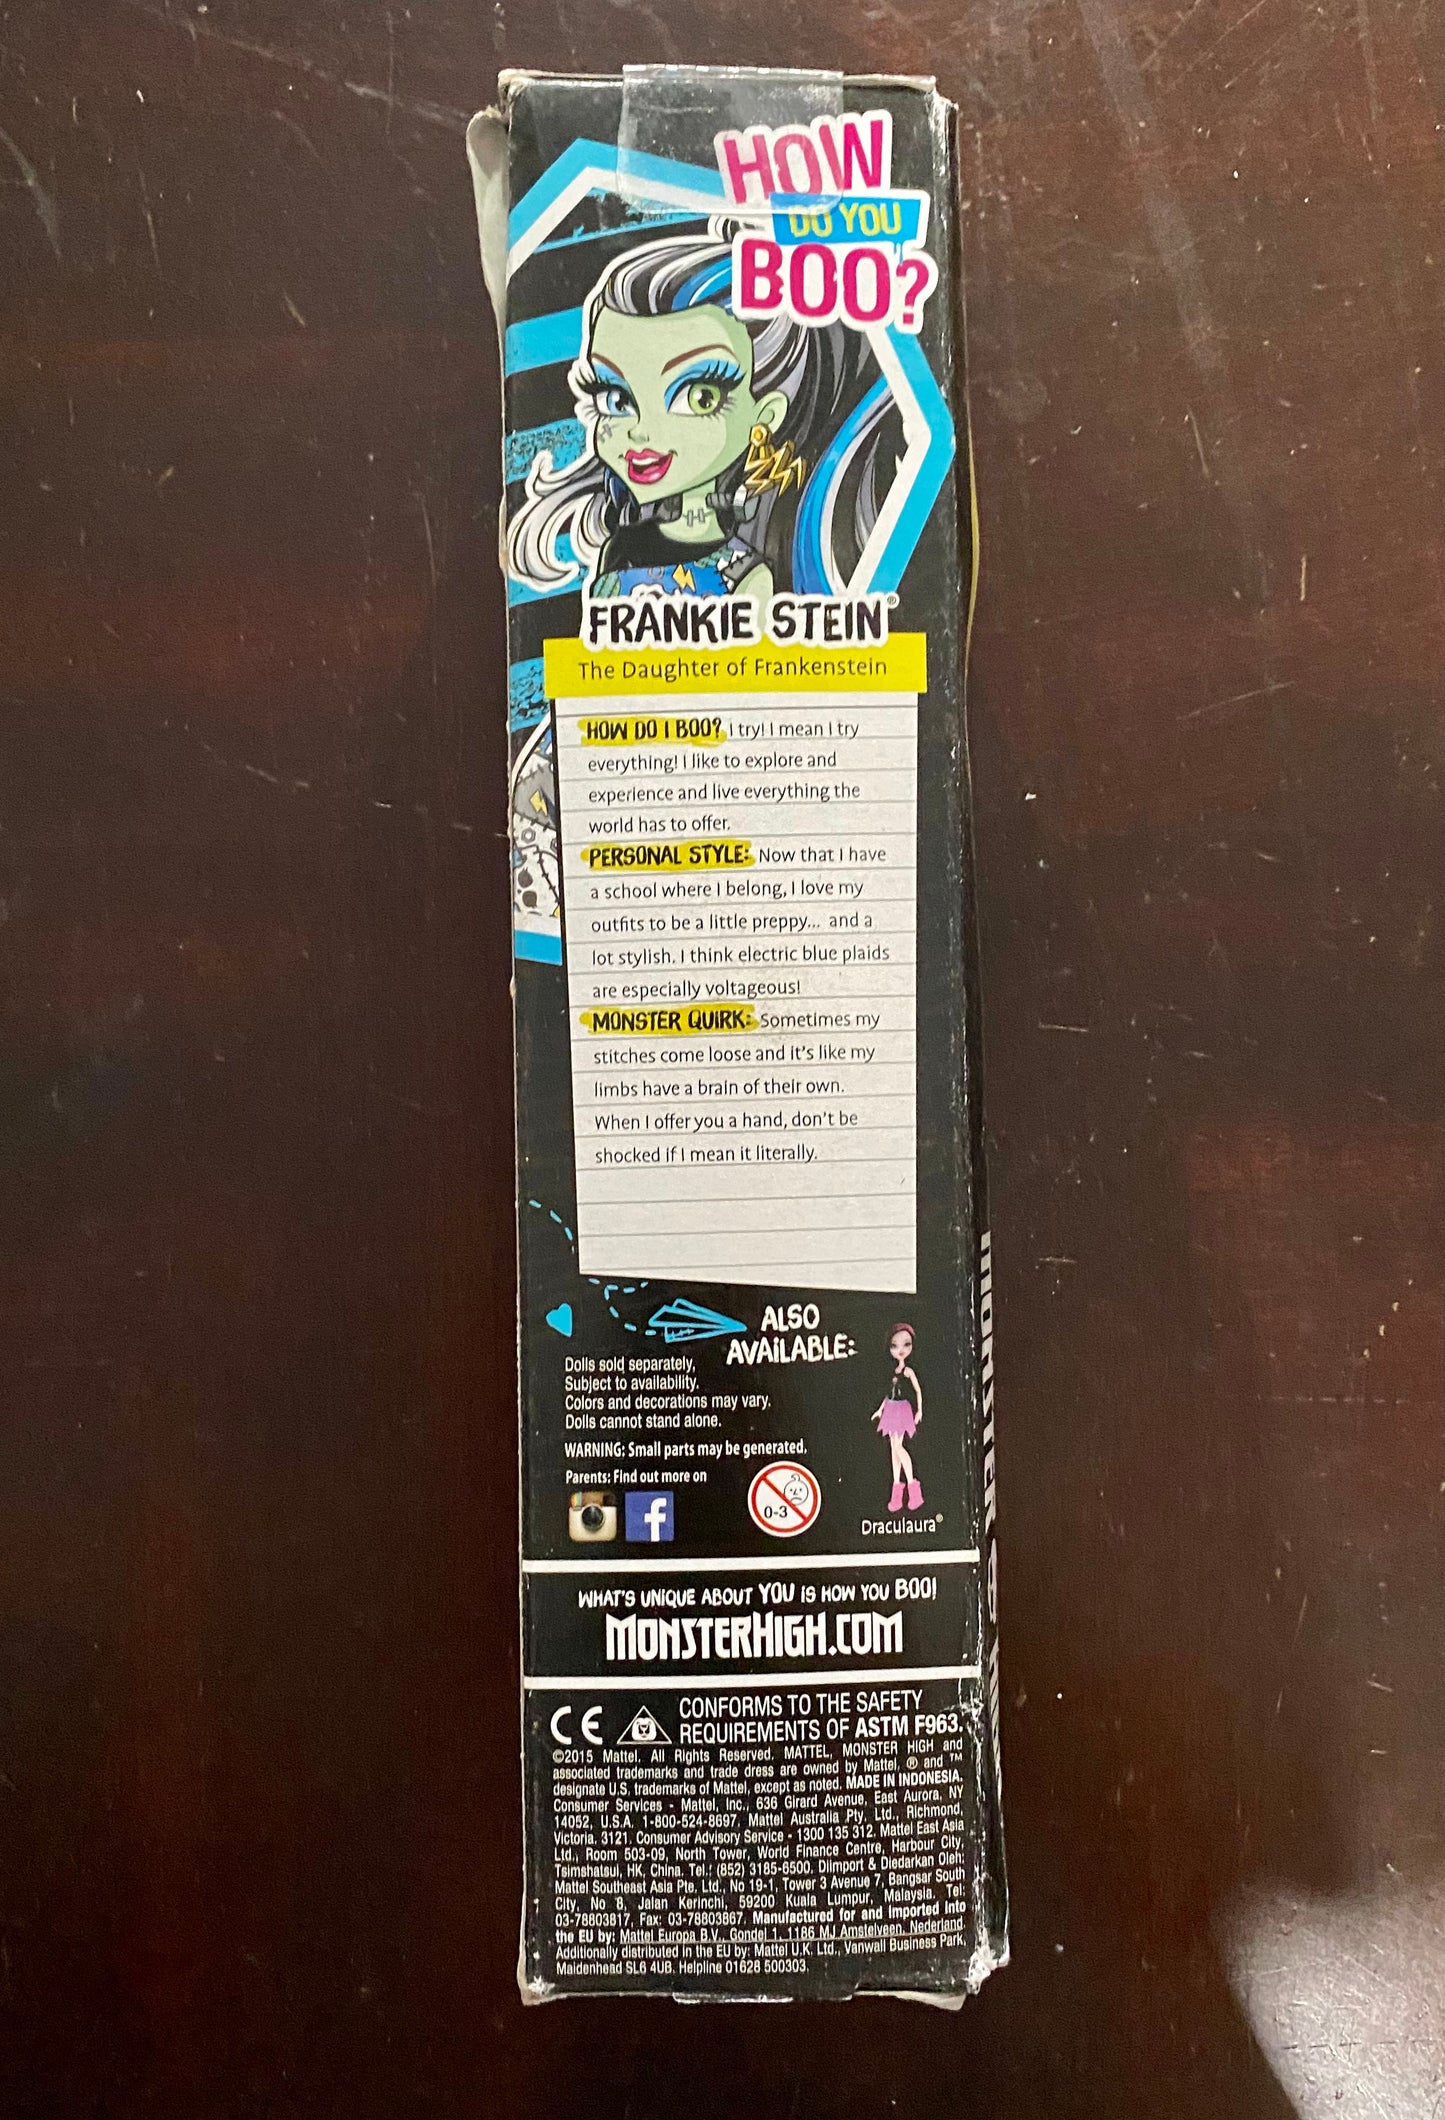 HOW
DO YOU
BOO?
FRANKIE STEIN®
The Daughter of Frankenstein
HOW DO I BOO? I try! I mean I try
everything! I like to explore and
experience and live everything the
world has to offer.
PERSONAL STYLE: Now that I have
a school where I belong, I love my
outfits to be a little preppy... and a
lot stylish. I think electric blue plaids
are especially voltageous!
MONSTER QUIRK: Sometimes my
stitches come loose and it's like my
limbs have a brain of their own.
When I offer you a hand, don't be
shocked if I mean it literally.
ALSO
AVAILABLE:
Dolls sold separately,
Subject to availability.
Colors and decorations may vary.
Dolls cannot stand alone.
WARNING: Small parts may be generated.
Parents: Find out more on
f
0-3
Draculaura®
WHAT'S UNIQUE ABOUT YOU IS HOW YOU BOO!
MONSTERHIGH.COM
CE CONFORMS TO THE SAFETY
REQUIREMENTS OF ASTM F963.
©2015 Mattel. All Rights Reserved. MATTEL, MONSTER HIGH and
associated trademarks and trade dress are owned by Mattel, ® and ™
designate U.S. trademarks of Mattel, except as noted. MADE IN INDONESIA.
Consumer Services - Mattel, Inc., 636 Girard Avenue, East Aurora, NY
14052, U.S.A. 1-800-524-8697. Mattel Australia Pty. Ltd., Richmond,
Victoria. 3121. Consumer Advisory Service - 1300 135 312. Mattel East Asia
Ltd., Room 503-09, North Tower, World Finance Centre, Harbour City,
Tsimshatsui, HK, China. Tel.: (852) 3185-6500. Diimport & Diedarkan Oleh:
Mattel Southeast Asia Pte. Ltd., No 19-1, Tower 3 Avenue 7, Bangsar South
City, No 8, Jalan Kerinchi, 59200 Kuala Lumpur, Malaysia. Tel:
03-78803817, Fax: 03-78803867. Manufactured for and imported into
the EU by: Mattel Europa B.V., Gondel 1, 1186 MJ Amstelveen, Nederland.
Additionally distributed in the EU by: Mattel U.K. Ltd., Vanwall Business Park,
Maidenhead SL6 4UB. Helpline 01628 500303.
MONSTER HIGH